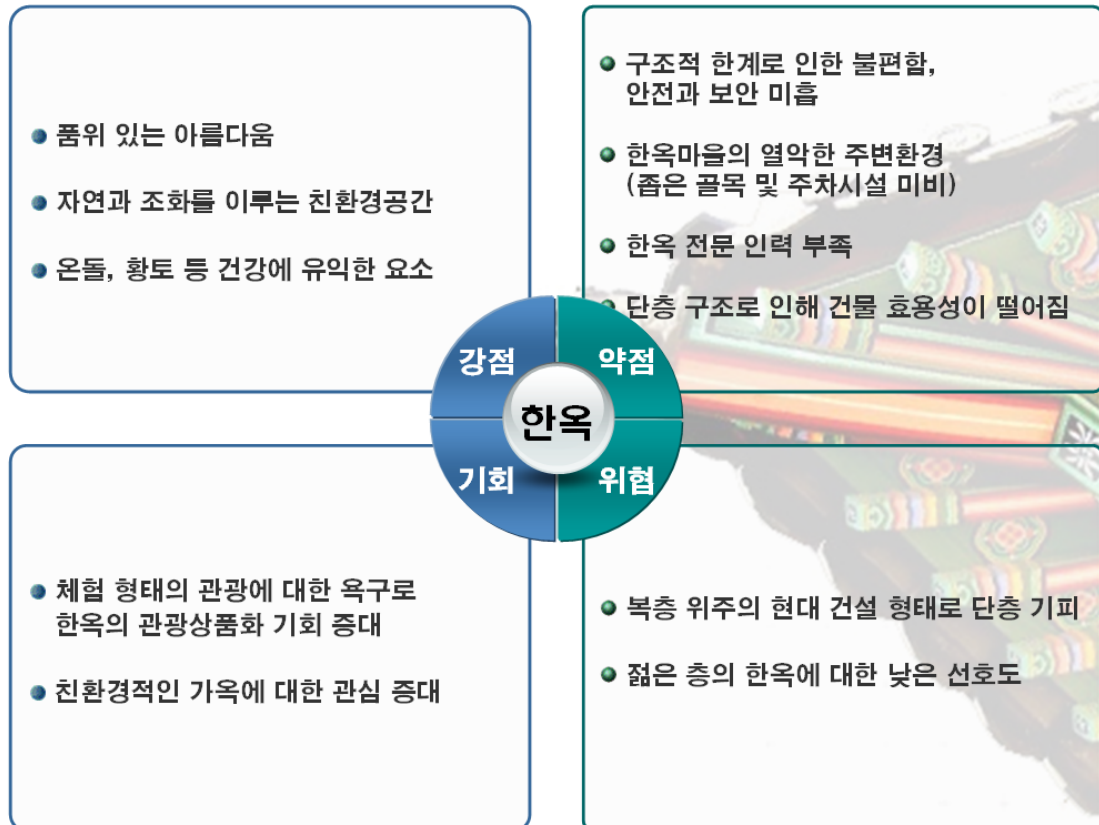 품위 있는 아름다움
자연과 조화를 이루는 친환경공간
온돌, 황토 등 건강에 유익한 요소
구조적 한계로 인한 불편함,
안전과 보안 미흡
한옥마을의 열악한 주변환경
(좁은 골목 및 주차시설 미비)
한옥 전문 인력 부족
단층 구조로 인해 건물 효용성이 떨어짐
강점
약점
한옥
기회
위협
체험 형태의 관광에 대한 욕구로
한옥의 관광상품화 기회 증대
친환경적인 가옥에 대한 관심 증대
복층 위주의 현대 건설 형태로 단층 기피
젊은 층의 한옥에 대한 낮은 선호도